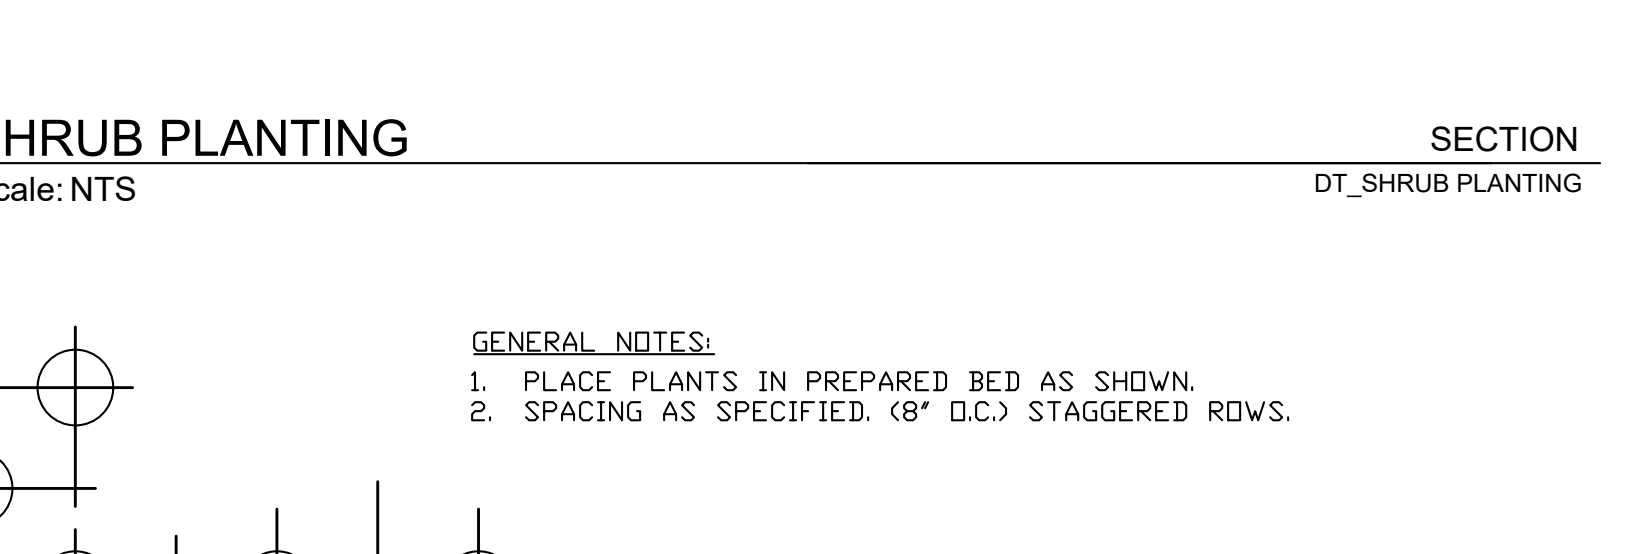 HRUB PLANTING
SECTION
cale: NTS
DT_SHRUB PLANTING
GENERAL NOTES:
1. PLACE PLANTS IN PREPARED BED AS SHOWN.
2. SPACING AS SPECIFIED. (8" O.C.) STAGGERED ROWS.